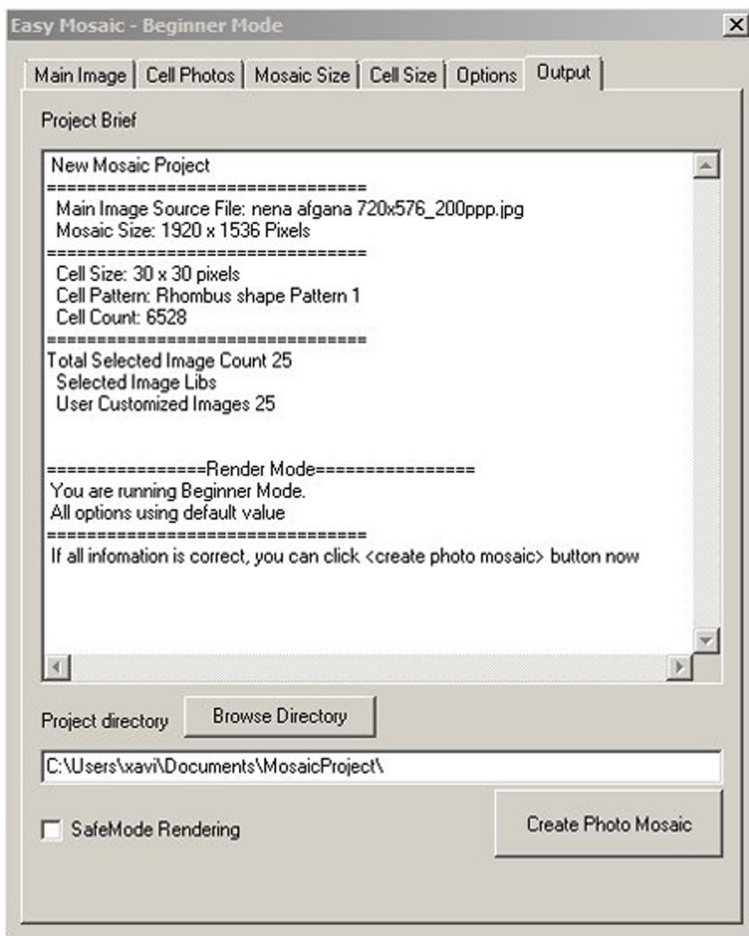 Easy Mosaic - Beginner Mode
Main Image Cell Photos Mosaic Size Cell Size Options Output
Project Brief
New Mosaic Project
================================
Main Image Source File: nena afgana 720x576_200ppp.jpg
Mosaic Size: 1920 x 1536 Pixels
================================
Cell Size: 30 x 30 pixels
Cell Pattern: Rhombus shape Pattern 1
Cell Count: 6528
================================
Total Selected Image Count 25
Selected Image Libs
User Customized Images 25
================Render Mode================
You are running Beginner Mode.
All options using default value
================================
If all infomation is correct, you can click <create photo mosaic> button now
Project directory Browse Directory
C:\Users\xavi\Documents\MosaicProject\
SafeMode Rendering Create Photo Mosaic